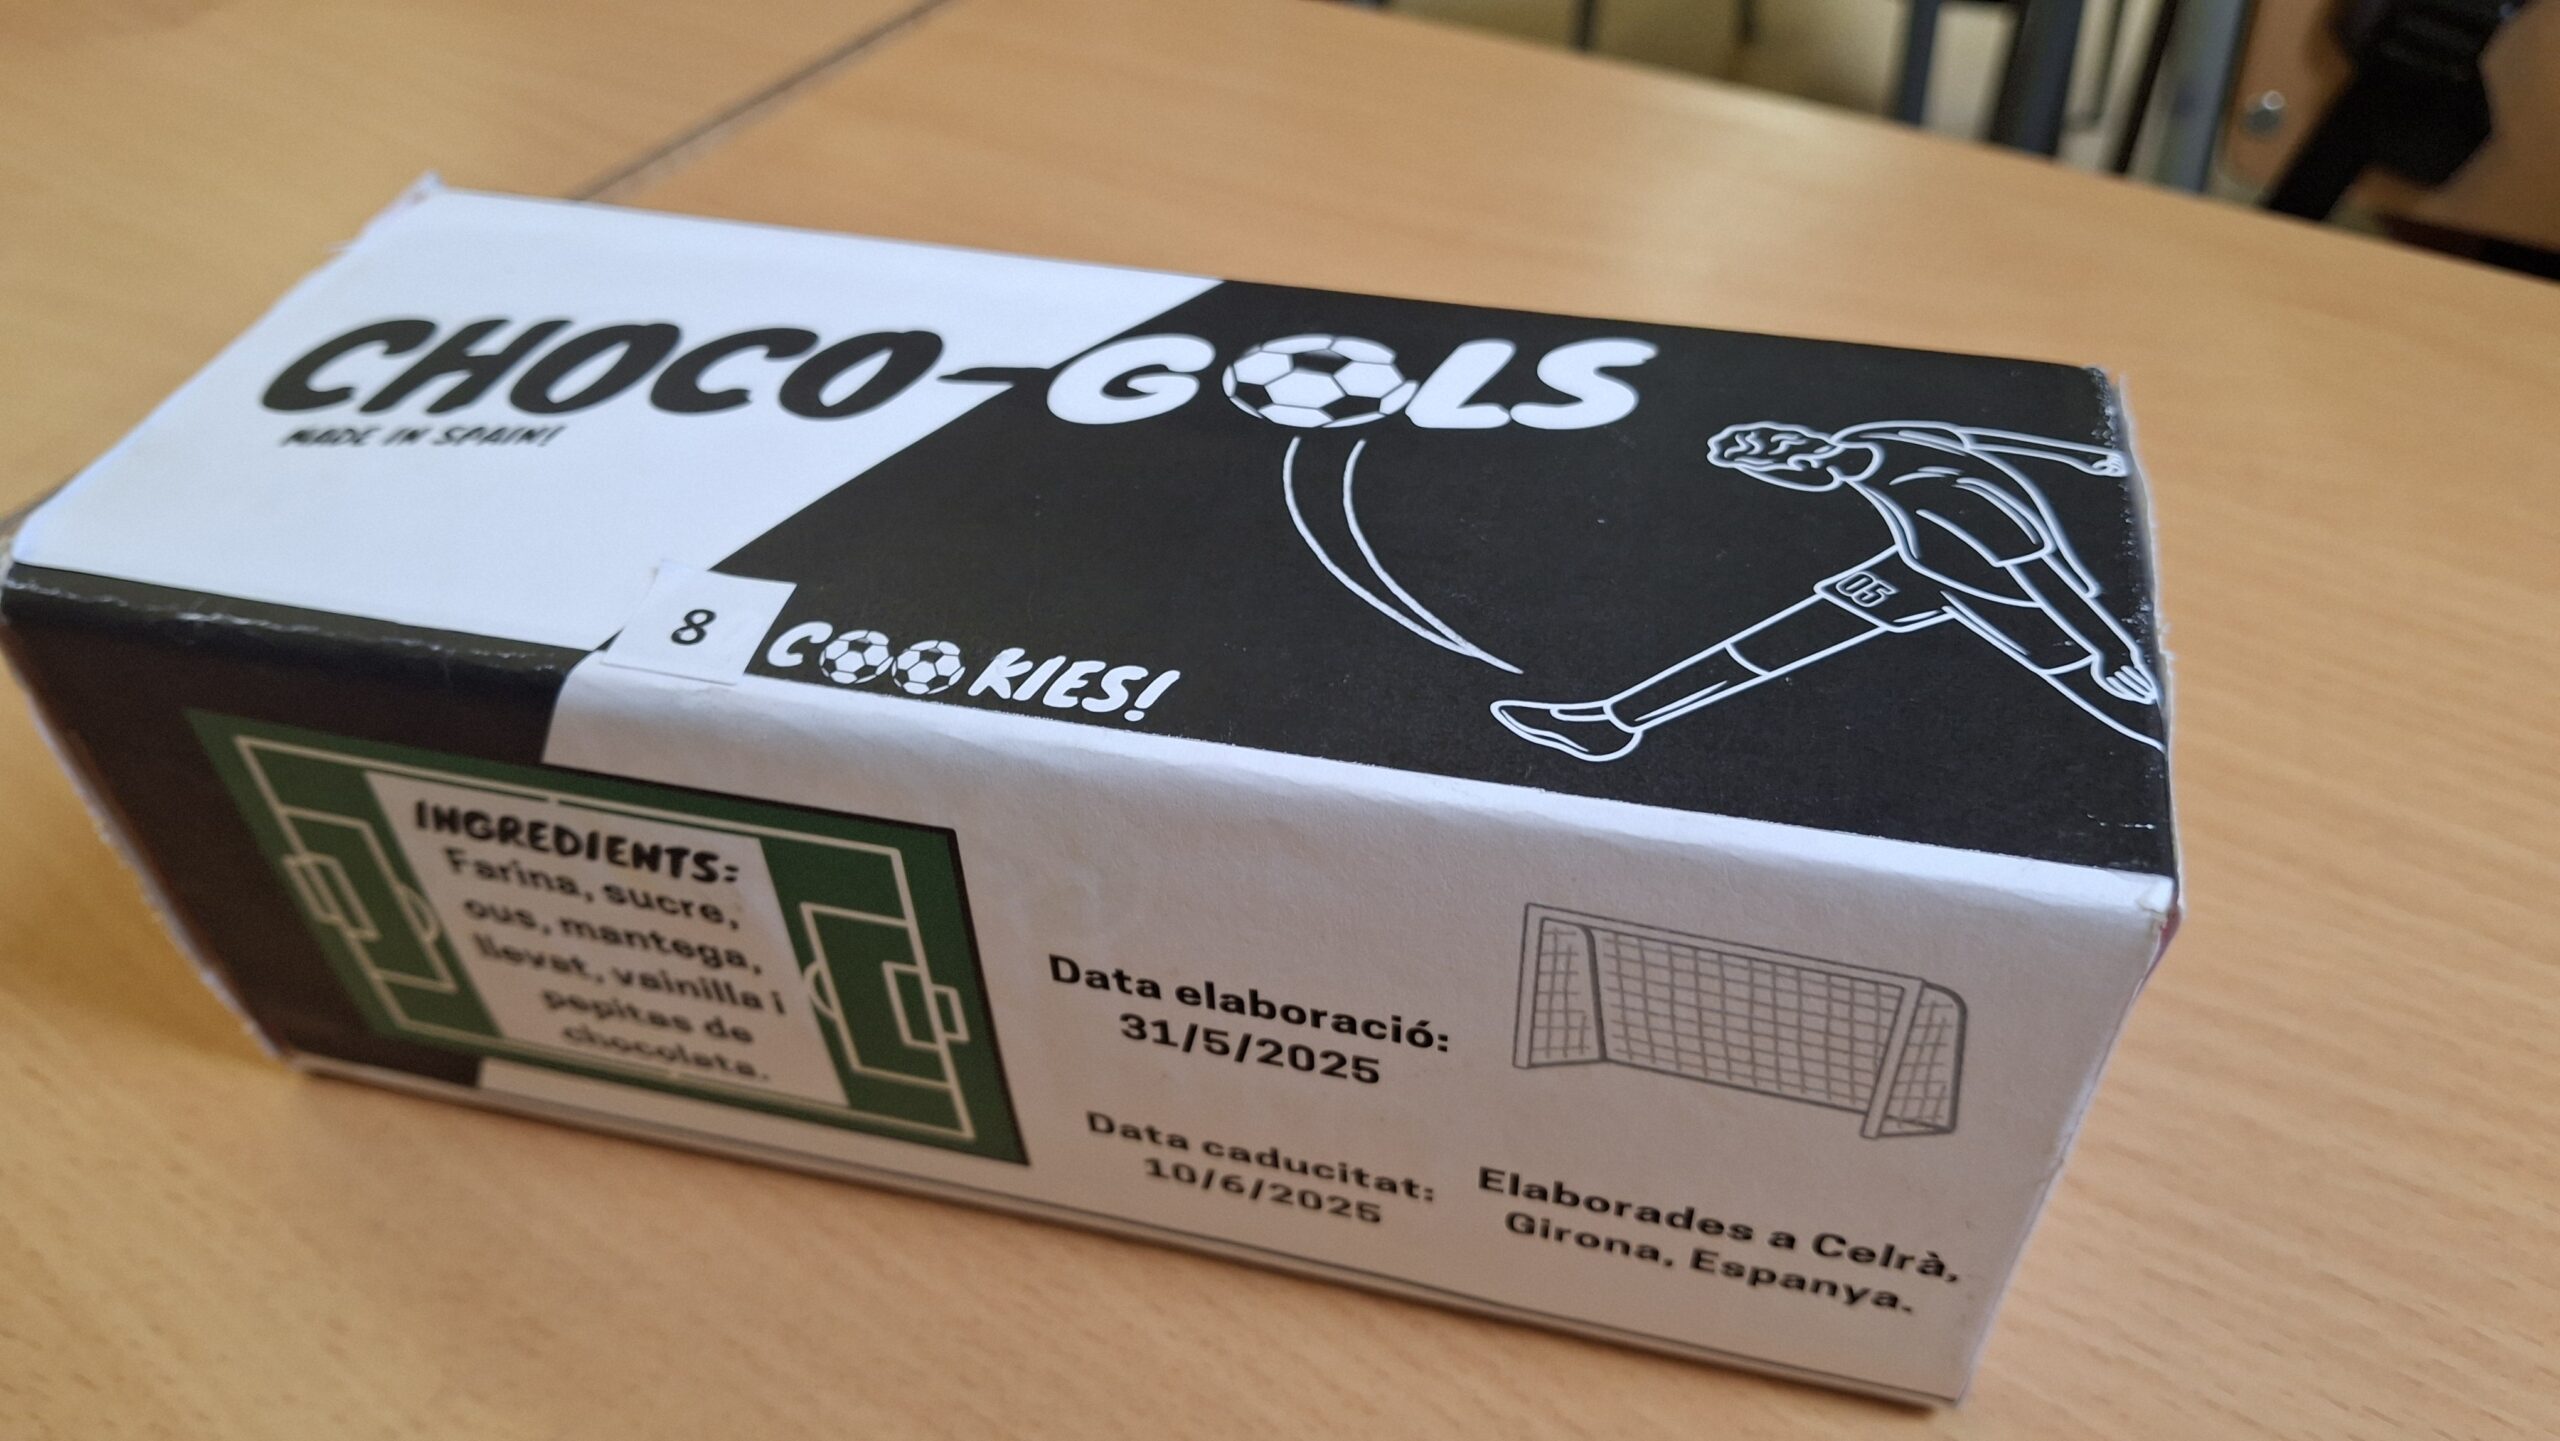 CHOCO-GOLS
MADE IN SPAIN!
05
8 COOKIES!
INGREDIENTS:
Farina, sucre,
ous, mantega,
llevat, vainilla i
pepites de
chocolata.
Data elaboració:
31/5/2025
Data caducitat:
10/6/2025
Elaborades a Celrà,
Girona, Espanya.